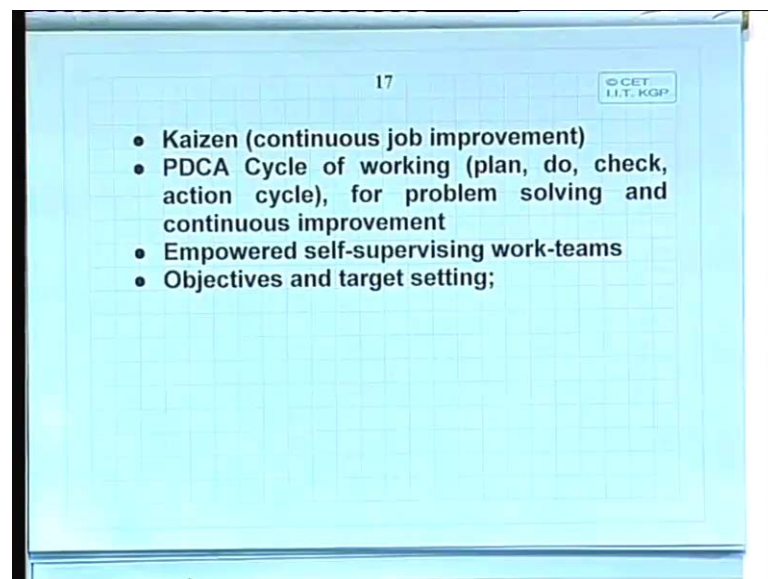 17
© CET
I.I.T. KGP
• Kaizen (continuous job improvement)
• PDCA Cycle of working (plan, do, check,
action cycle), for problem solving and
continuous improvement
• Empowered self-supervising work-teams
• Objectives and target setting;